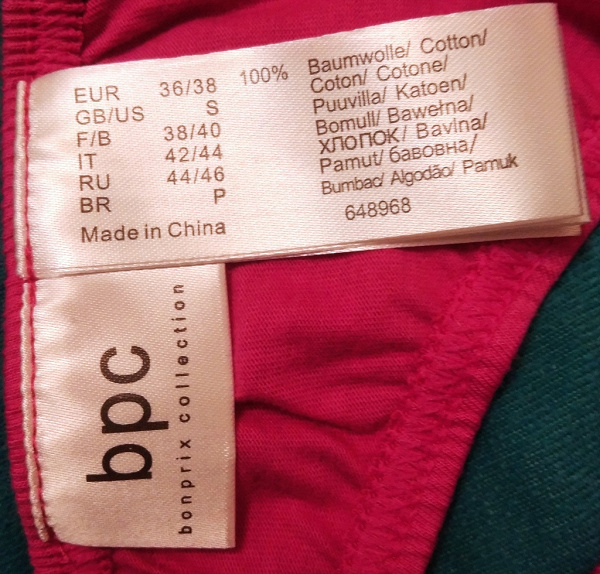 EUR 36/38
GB/US S
F/B 38/40
IT 42/44
RU 44/46
BR P
Made in China
100% Baumwolle/ Cotton/
Coton/ Cotone/
Puuvilla/ Katoen/
Bomull/ Bawełna/
ХЛОПОК/ Bavlna/
Pamut/ бавовна/
Bumbac/ Algodão/ Pamuk
648968
bpc
bonprix collection